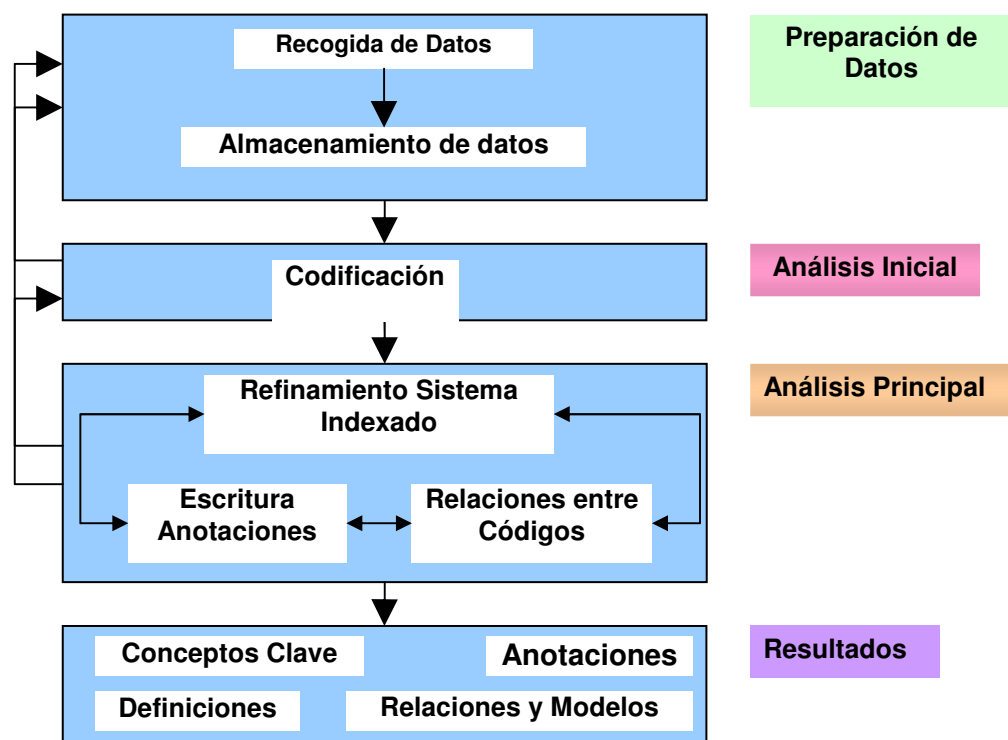 Recogida de Datos
Preparación de
Datos
Almacenamiento de datos
Codificación
Análisis Inicial
Refinamiento Sistema
Indexado
Análisis Principal
Escritura
Anotaciones
Relaciones entre
Códigos
Conceptos Clave
Anotaciones
Resultados
Definiciones
Relaciones y Modelos